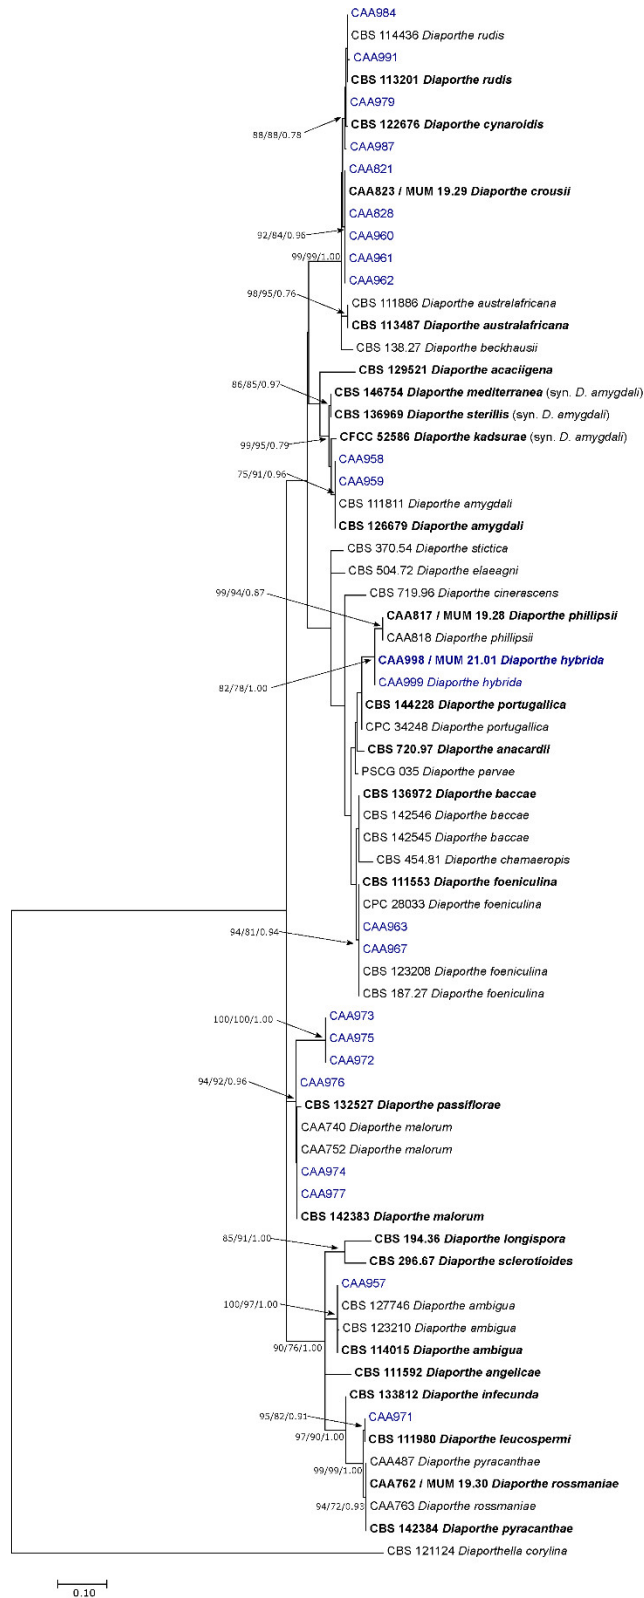 CAA984
CBS 114436 Diaporthe rudis
CAA991
CBS 113201 Diaporthe rudis
CAA979
CBS 122676 Diaporthe cynaroidis
88/88/0.78
CAA987
CAA821
CAA823 / MUM 19.29 Diaporthe crousii
CAA828
92/84/0.96
CAA960
99/99/1.00
CAA961
CAA962
98/95/0.76
CBS 111886 Diaporthe australafricana
CBS 113487 Diaporthe australafricana
CBS 138.27 Diaporthe beckhausii
CBS 129521 Diaporthe acaciigena
86/85/0.97
CBS 146754 Diaporthe mediterranea (syn. D. amygdali)
CBS 136969 Diaporthe sterillis (syn. D. amygdali)
CFCC 52586 Diaporthe kadsurae (syn. D. amygdali)
99/95/0.79
CAA958
75/91/0.96
CAA959
CBS 111811 Diaporthe amygdali
CBS 126679 Diaporthe amygdali
CBS 370.54 Diaporthe stictica
CBS 504.72 Diaporthe elaeagni
99/94/0.87
CBS 719.96 Diaporthe cinerascens
CAA817 / MUM 19.28 Diaporthe phillipsii
CAA818 Diaporthe phillipsii
CAA998 / MUM 21.01 Diaporthe hybrida
82/78/1.00
CAA999 Diaporthe hybrida
CBS 144228 Diaporthe portugallica
CPC 34248 Diaporthe portugallica
CBS 720.97 Diaporthe anacardii
PSCG 035 Diaporthe parvae
CBS 136972 Diaporthe baccae
CBS 142546 Diaporthe baccae
CBS 142545 Diaporthe baccae
CBS 454.81 Diaporthe chamaeropis
CBS 111553 Diaporthe foeniculina
CPC 28033 Diaporthe foeniculina
94/81/0.94
CAA963
CAA967
CBS 123208 Diaporthe foeniculina
CBS 187.27 Diaporthe foeniculina
100/100/1.00
CAA973
CAA975
CAA972
94/92/0.96
CAA976
CBS 132527 Diaporthe passiflorae
CAA740 Diaporthe malorum
CAA752 Diaporthe malorum
CAA974
CAA977
CBS 142383 Diaporthe malorum
85/91/1.00
CBS 194.36 Diaporthe longispora
CBS 296.67 Diaporthe sclerotioides
CAA957
100/97/1.00
CBS 127746 Diaporthe ambigua
CBS 123210 Diaporthe ambigua
90/76/1.00
CBS 114015 Diaporthe ambigua
CBS 111592 Diaporthe angelicae
CBS 133812 Diaporthe infecunda
95/82/0.91
CAA971
97/90/1.00
CBS 111980 Diaporthe leucospermi
CAA487 Diaporthe pyracanthae
99/99/1.00
CAA762 / MUM 19.30 Diaporthe rossmaniae
94/72/0.93
CAA763 Diaporthe rossmaniae
CBS 142384 Diaporthe pyracanthae
CBS 121124 Diaporthella corylina
0.10